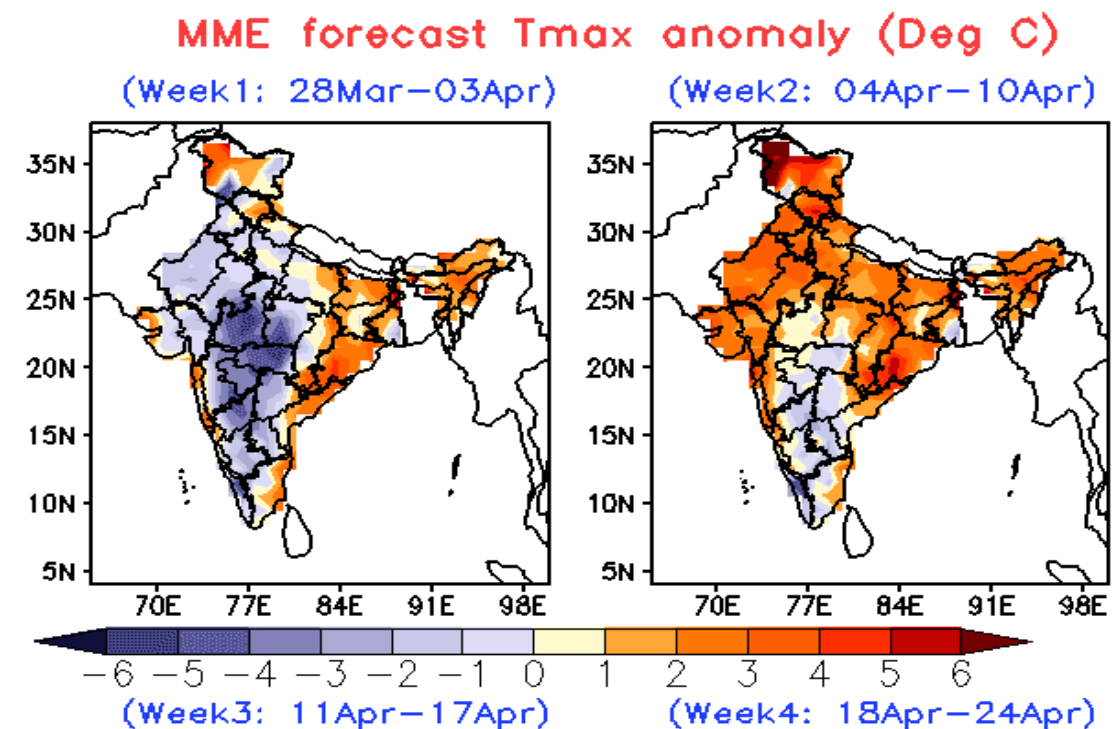 MME forecast Tmax anomaly (Deg C)
(Week1: 28Mar-03Apr)
(Week2: 04Apr-10Apr)
35N
30N
25N
20N
15N
10N
5N
70E 77E 84E 91E 98E
35N
30N
25N
20N
15N
10N
5N
70E 77E 84E 91E 98E
-6 -5 -4 -3 -2 -1 0 1 2 3 4 5 6
(Week3: 11Apr-17Apr)
(Week4: 18Apr-24Apr)